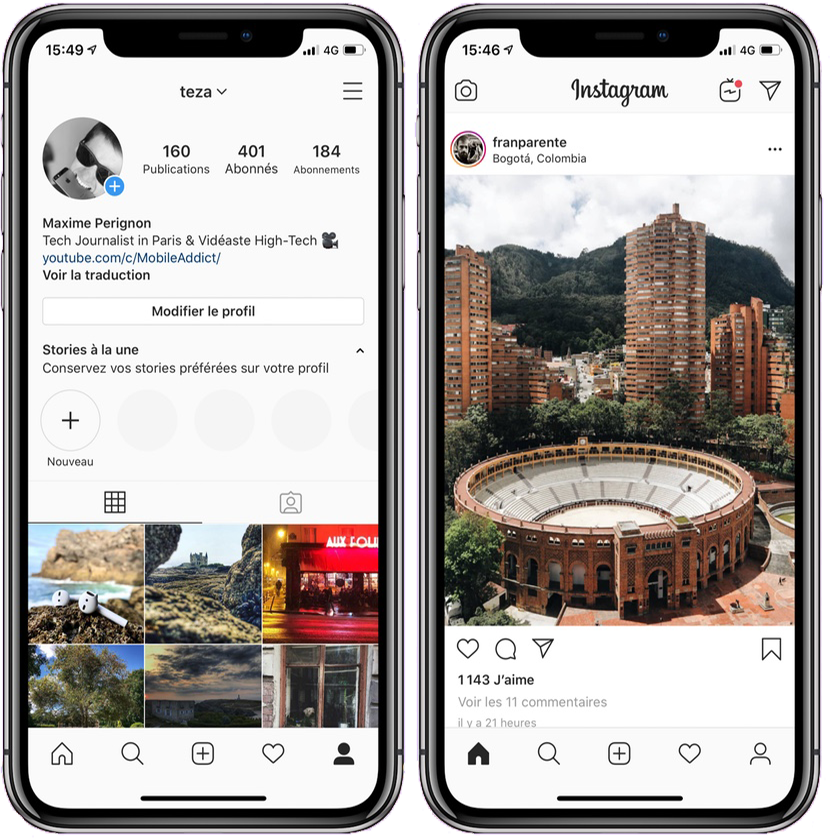 15:49
4G
teza
160
401
184
Publications
Abonnés
Abonnements
Maxime Perignon
Tech Journalist in Paris & Vidéaste High-Tech
youtube.com/c/MobileAddict/
Voir la traduction
Modifier le profil
Stories à la une
Conservez vos stories préférées sur votre profil
Nouveau
AUX FOLI
15:46
4G
Instagram
franparente
Bogotá, Colombia
1 143 J’aime
Voir les 11 commentaires
il y a 21 heures